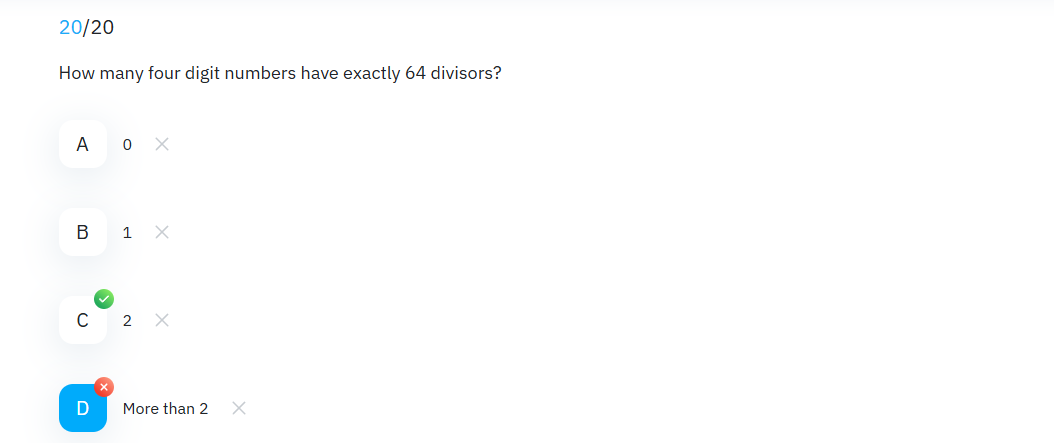 20/20
How many four digit numbers have exactly 64 divisors?
A 0
B 1
C 2
D More than 2